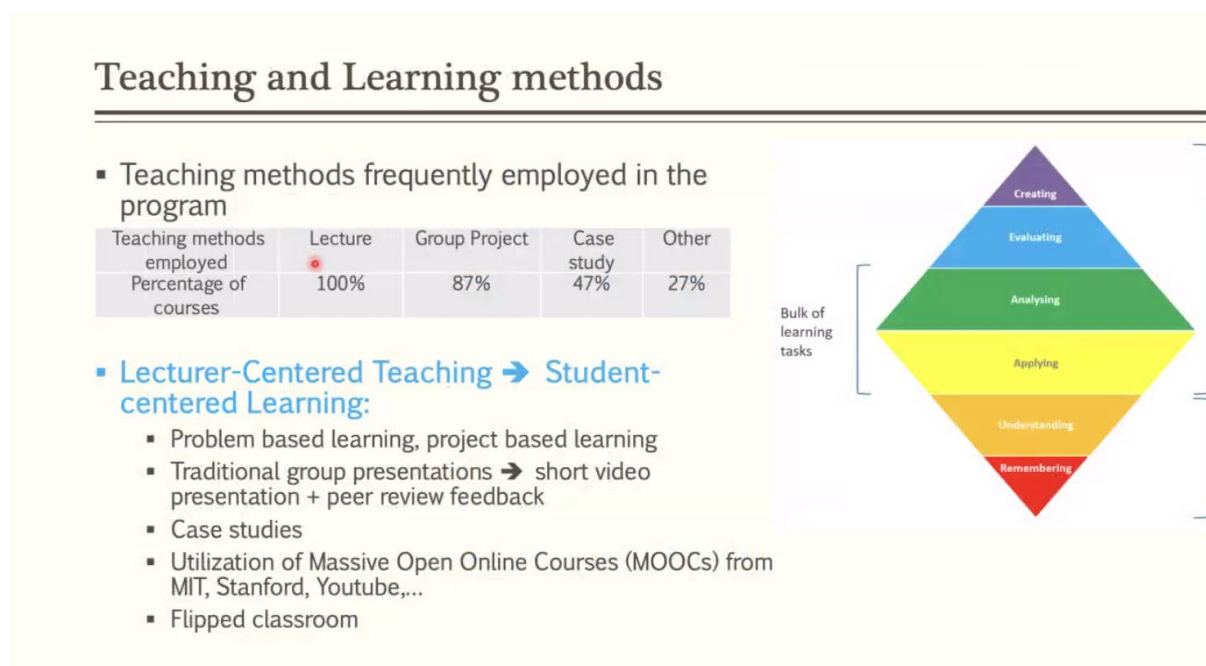 Teaching and Learning methods
▪ Teaching methods frequently employed in the
program
Teaching methods employed Lecture Group Project Case study Other
Percentage of courses 100% 87% 47% 27%
▪ Lecturer-Centered Teaching ➔ Student-
centered Learning:
▪ Problem based learning, project based learning
▪ Traditional group presentations ➔ short video
presentation + peer review feedback
▪ Case studies
▪ Utilization of Massive Open Online Courses (MOOCs) from
MIT, Stanford, Youtube,...
▪ Flipped classroom
Creating
Evaluating
Analysing
Bulk of
learning
tasks
Applying
Understanding
Remembering